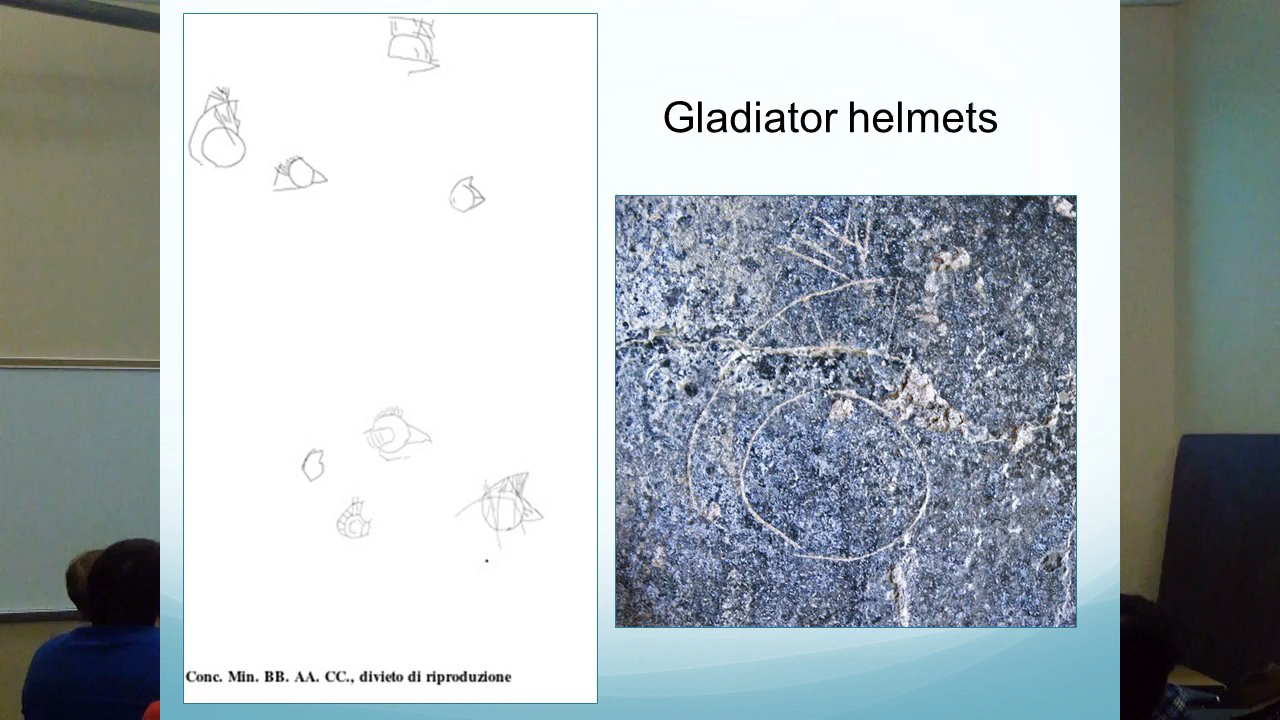 Gladiator helmets
Conc. Min. BB. AA. CC., divieto di riproduzione